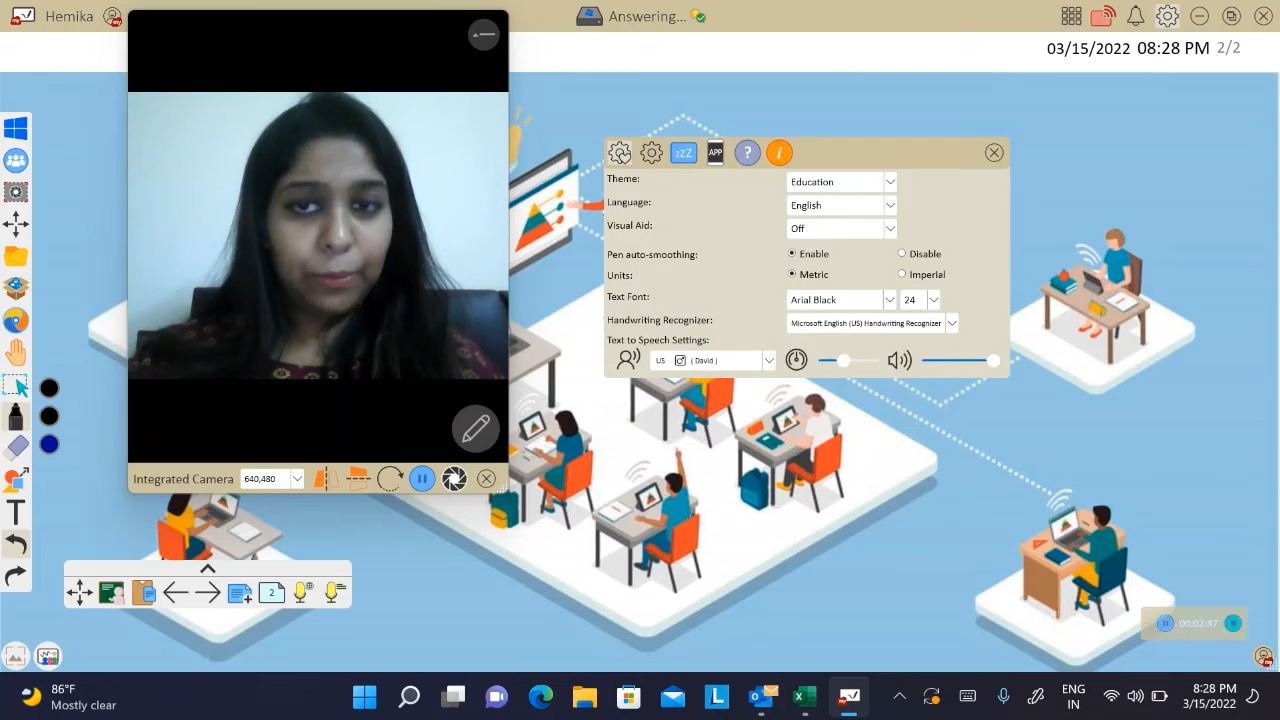 Hemika
Answering...
03/15/2022 08:28 PM 2/2
zZZ
APP
?
i
Theme:
Education
Language:
English
Visual Aid:
Off
Pen auto-smoothing:
Enable
Disable
Units:
Metric
Imperial
Text Font:
Arial Black
24
Handwriting Recognizer:
Microsoft English (US) Handwriting Recognizer
Text to Speech Settings:
US
( David )
Integrated Camera
640,480
T
2
00:02:47
86°F
Mostly clear
L
ENG
IN
8:28 PM
3/15/2022